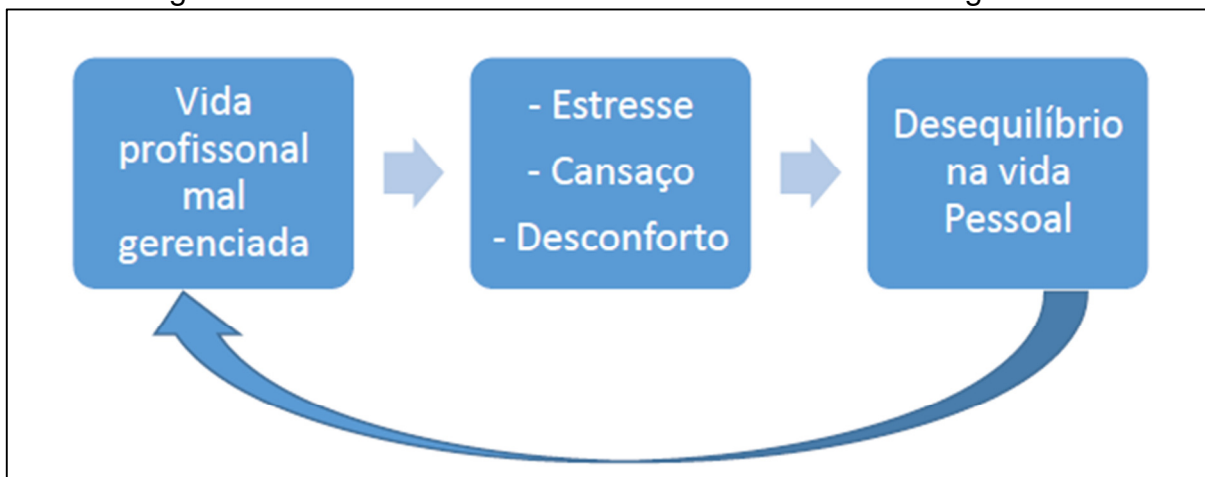 Vida
profissonal
mal
gerenciada
- Estresse
- Cansaço
- Desconforto
Desequilíbrio
na vida
Pessoal